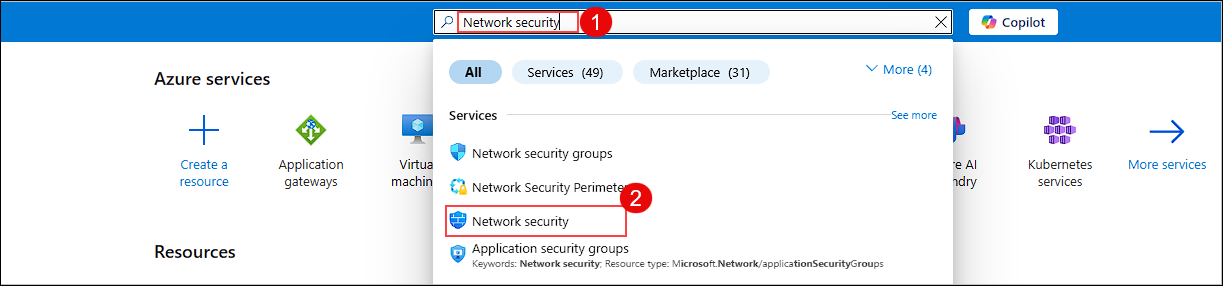 Network security
1
Copilot
All
Services (49)
Marketplace (31)
More (4)
Azure services
Services
See more
Create a
resource
Application
gateways
Virtua
machin
Network security groups
Network Security Perimeter
2
Network security
Application security groups
Keywords: Network security; Resource type: Microsoft.Network/applicationSecurityGroups
re AI
ndry
Kubernetes
services
More services
Resources